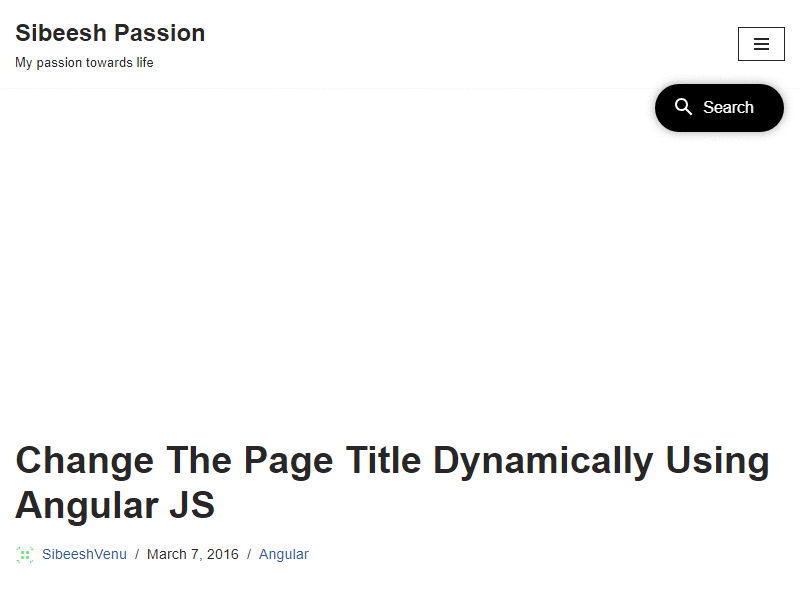 Sibeesh Passion
My passion towards life
Search
Change The Page Title Dynamically Using
Angular JS
SibeeshVenu / March 7, 2016 / Angular